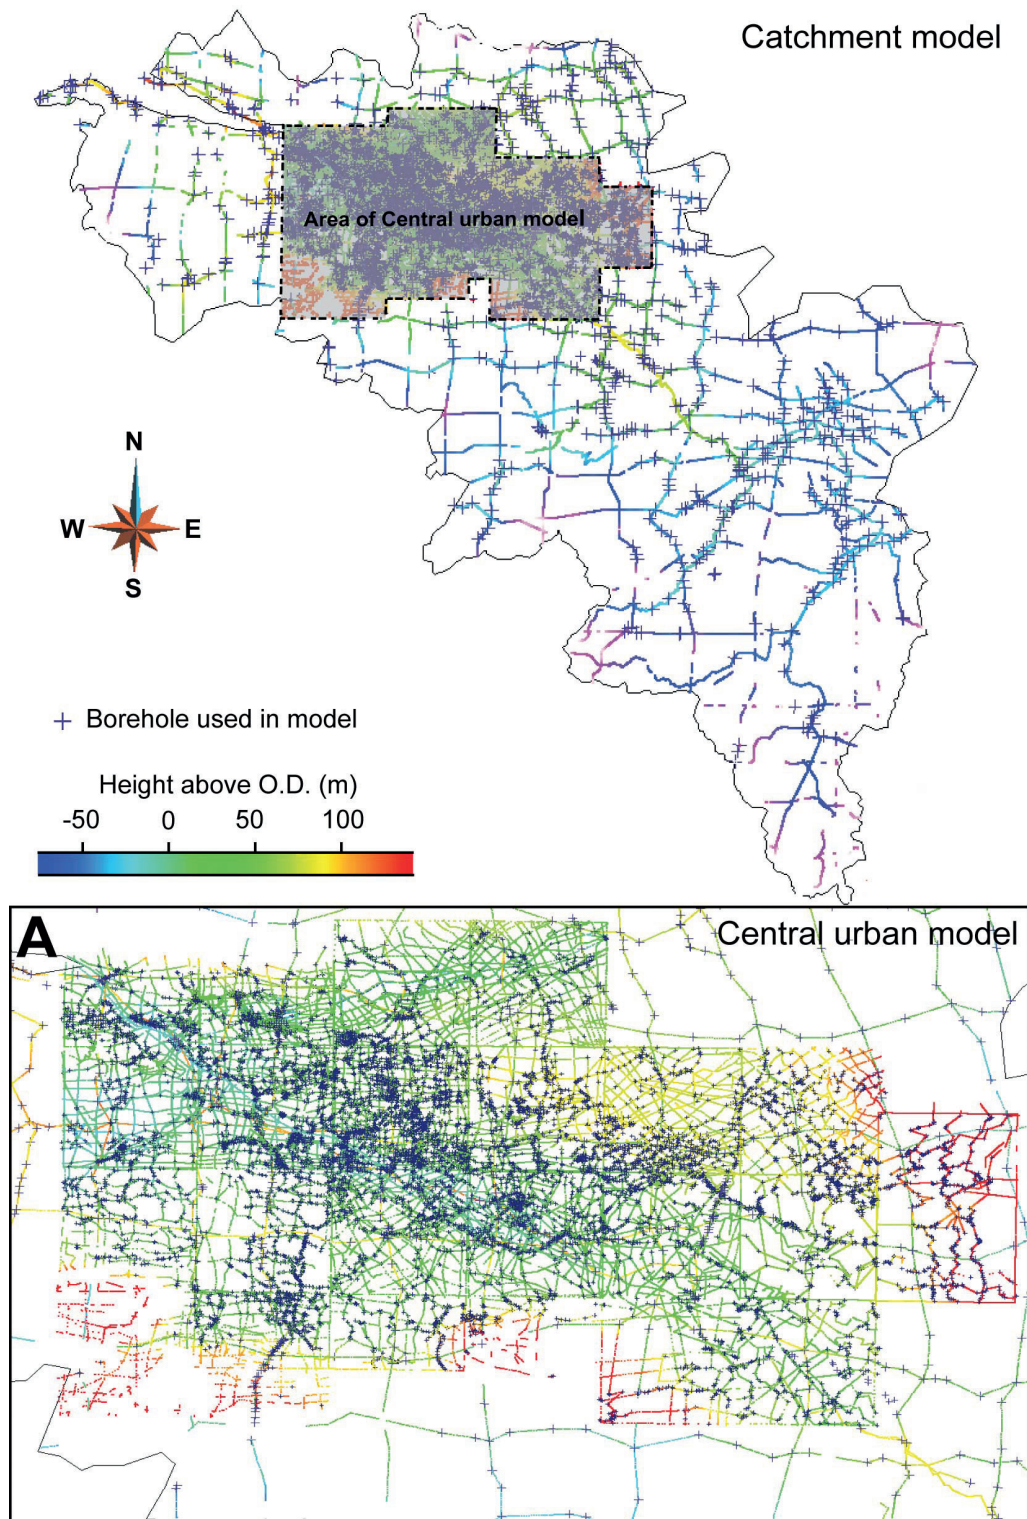 Catchment model
Area of Central urban model
N
W E
S
Borehole used in model
Height above O.D. (m)
-50 0 50 100
A
Central urban model